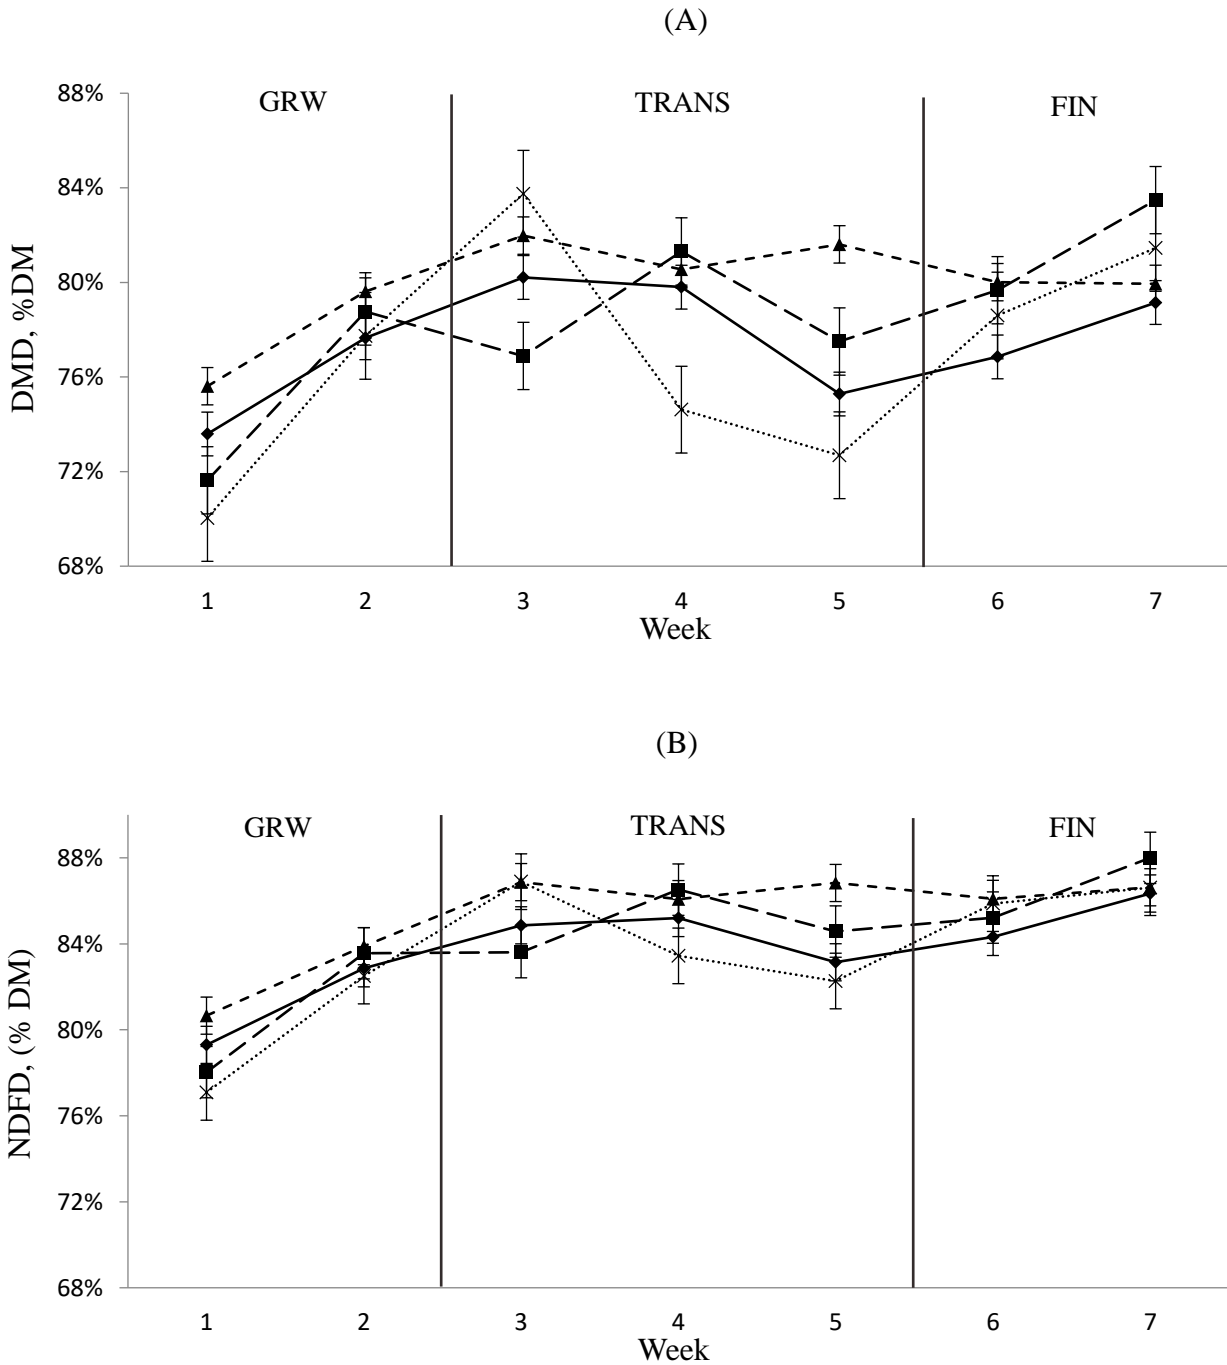 (A)
88%
GRW
TRANS
FIN
84%
80%
76%
72%
68%
DMD, %DM
1 2 3 4 5 6 7
Week
(B)
GRW
TRANS
FIN
88%
84%
80%
76%
72%
68%
NDFD, (% DM)
1 2 3 4 5 6 7
Week